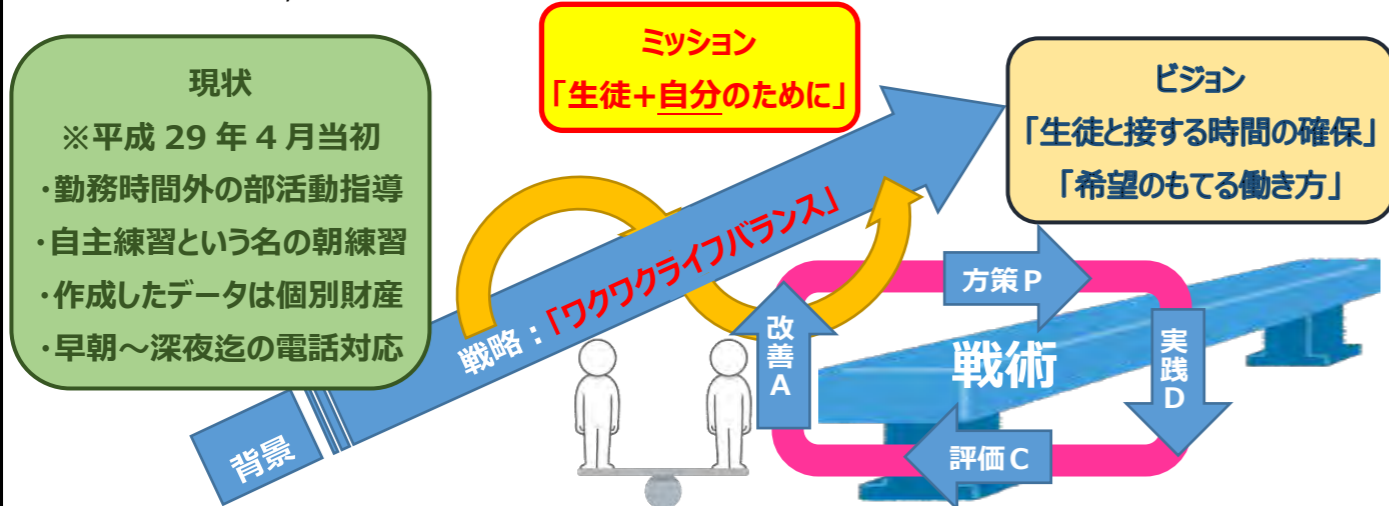 現状
※平成 29 年 4 月当初
・勤務時間外の部活動指導
・自主練習という名の朝練習
・作成したデータは個別財産
・早朝～深夜迄の電話対応
ミッション
「生徒+自分のために」
ビジョン
「生徒と接する時間の確保」
「希望のもてる働き方」
背景
戦略：「ワクワクライフバランス」
戦術
方策P
実践D
評価C
改善A